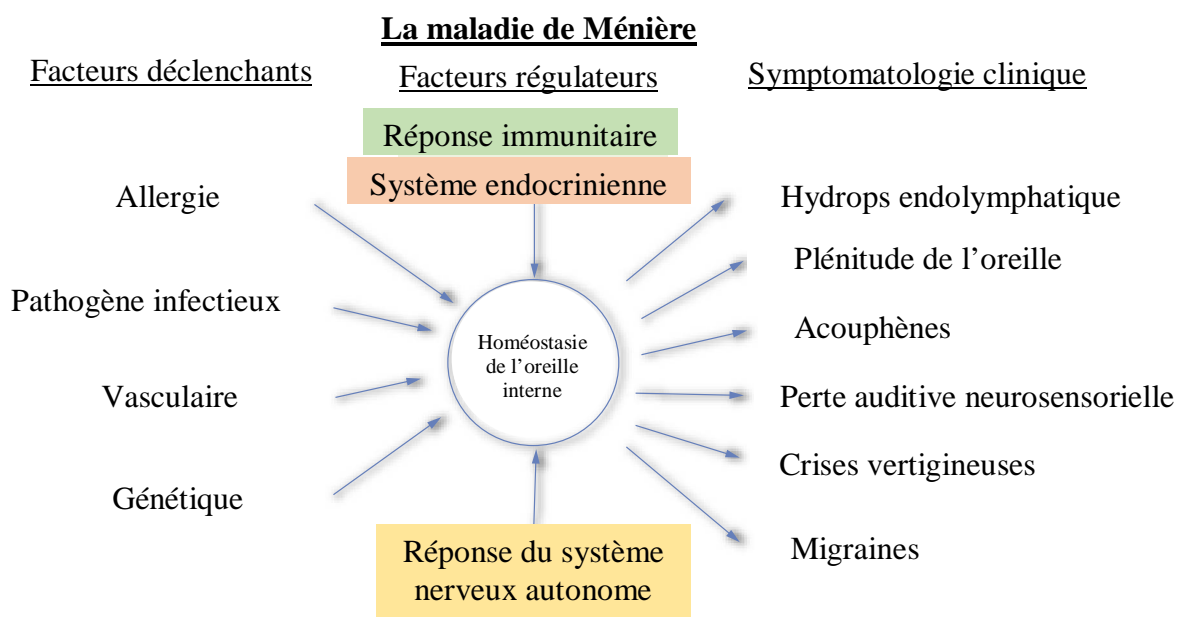 La maladie de Ménière
Facteurs déclenchants
Facteurs régulateurs
Symptomatologie clinique
Réponse immunitaire
Système endocrinienne
Allergie
Pathogène infectieux
Vasculaire
Génétique
Homéostasie
de l’oreille
interne
Réponse du système
nerveux autonome
Hydrops endolymphatique
Plénitude de l’oreille
Acouphènes
Perte auditive neurosensorielle
Crises vertigineuses
Migraines